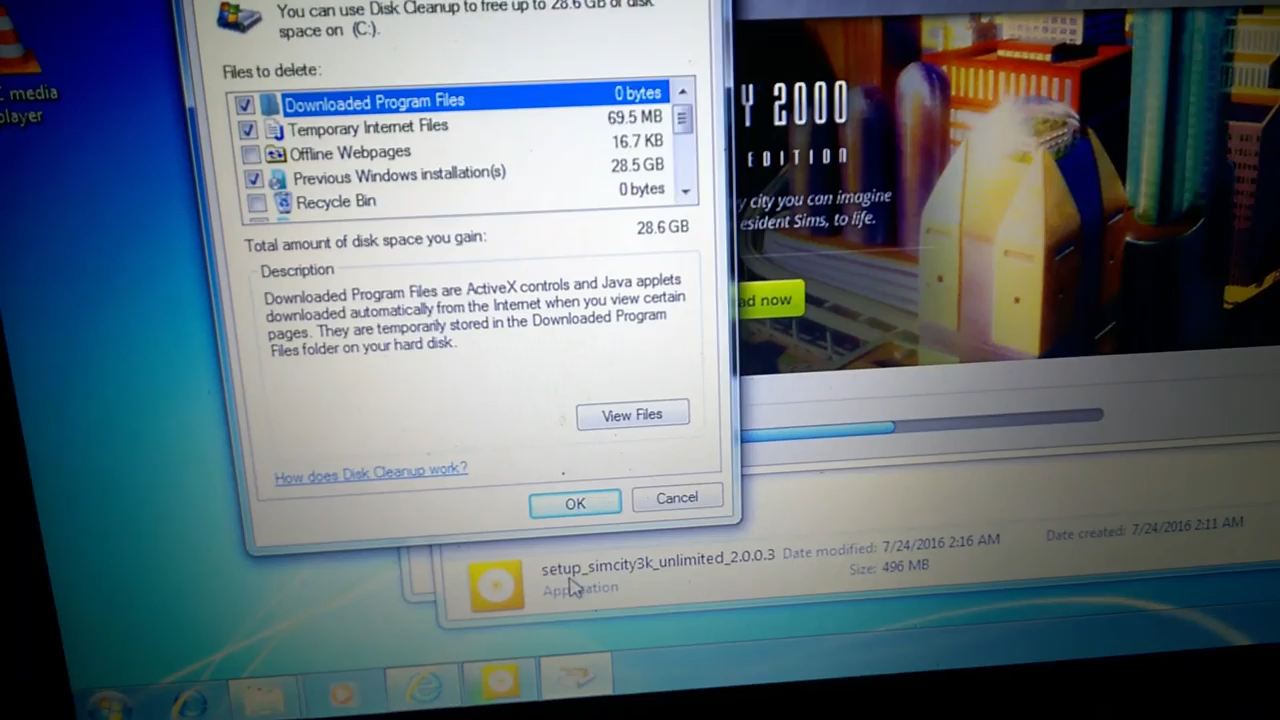 You can use Disk Cleanup to free up to 28.6 GB of disk
space on (C:).
Files to delete:
Downloaded Program Files 0 bytes
Temporary Internet Files 69.5 MB
Offline Webpages 16.7 KB
Previous Windows installation(s) 28.5 GB
Recycle Bin 0 bytes
Total amount of disk space you gain: 28.6 GB
Description
Downloaded Program Files are ActiveX controls and Java applets
downloaded automatically from the Internet when you view certain
pages. They are temporarily stored in the Downloaded Program
Files folder on your hard disk.
View Files
How does Disk Cleanup work?
OK Cancel
media
Y 2000
EDITION
y city you can imagine
esident Sims, to life.
ad now
setup_simcity3k_unlimited_2.0.0.3 Date modified: 7/24/2016 2:16 AM Date created: 7/24/2016 2:11 AM
Application Size: 496 MB